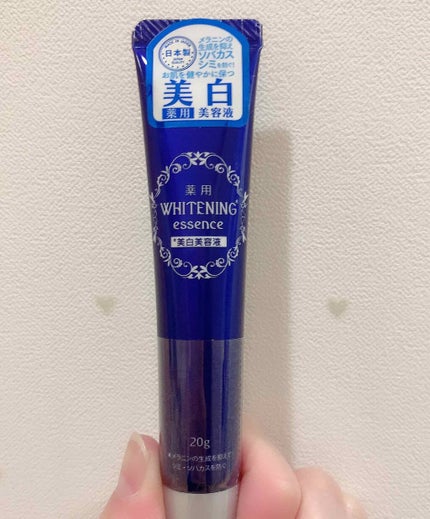 メラニンの
生成を抑え
ソバカス
シミを防ぐ!
日本製
お肌を健やかに保つ
美白
薬用 美容液
薬用
WHITENING*
essence
*美白美容液
20g
*メラニンの生成を抑えて
シミ・ソバカスを防ぐ